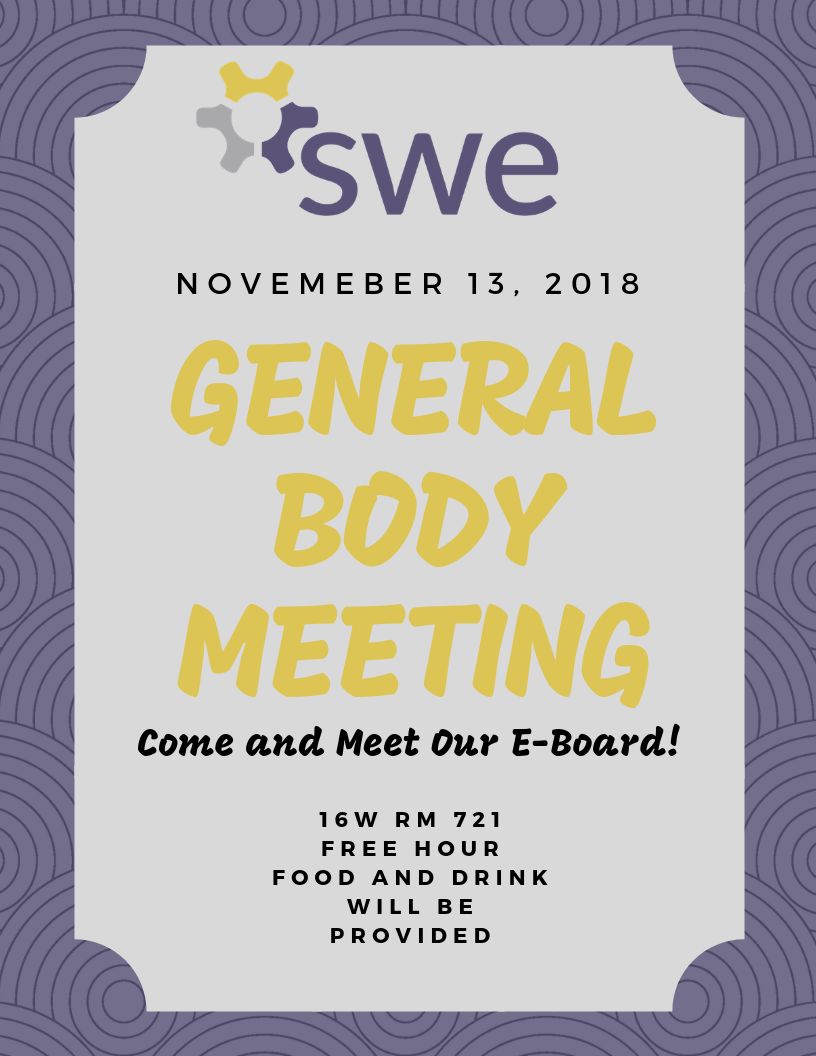 swe
NOVEMEBER 13, 2018
GENERAL
BODY
MEETING
Come and Meet Our E-Board!
16W RM 721
FREE HOUR
FOOD AND DRINK
WILL BE
PROVIDED